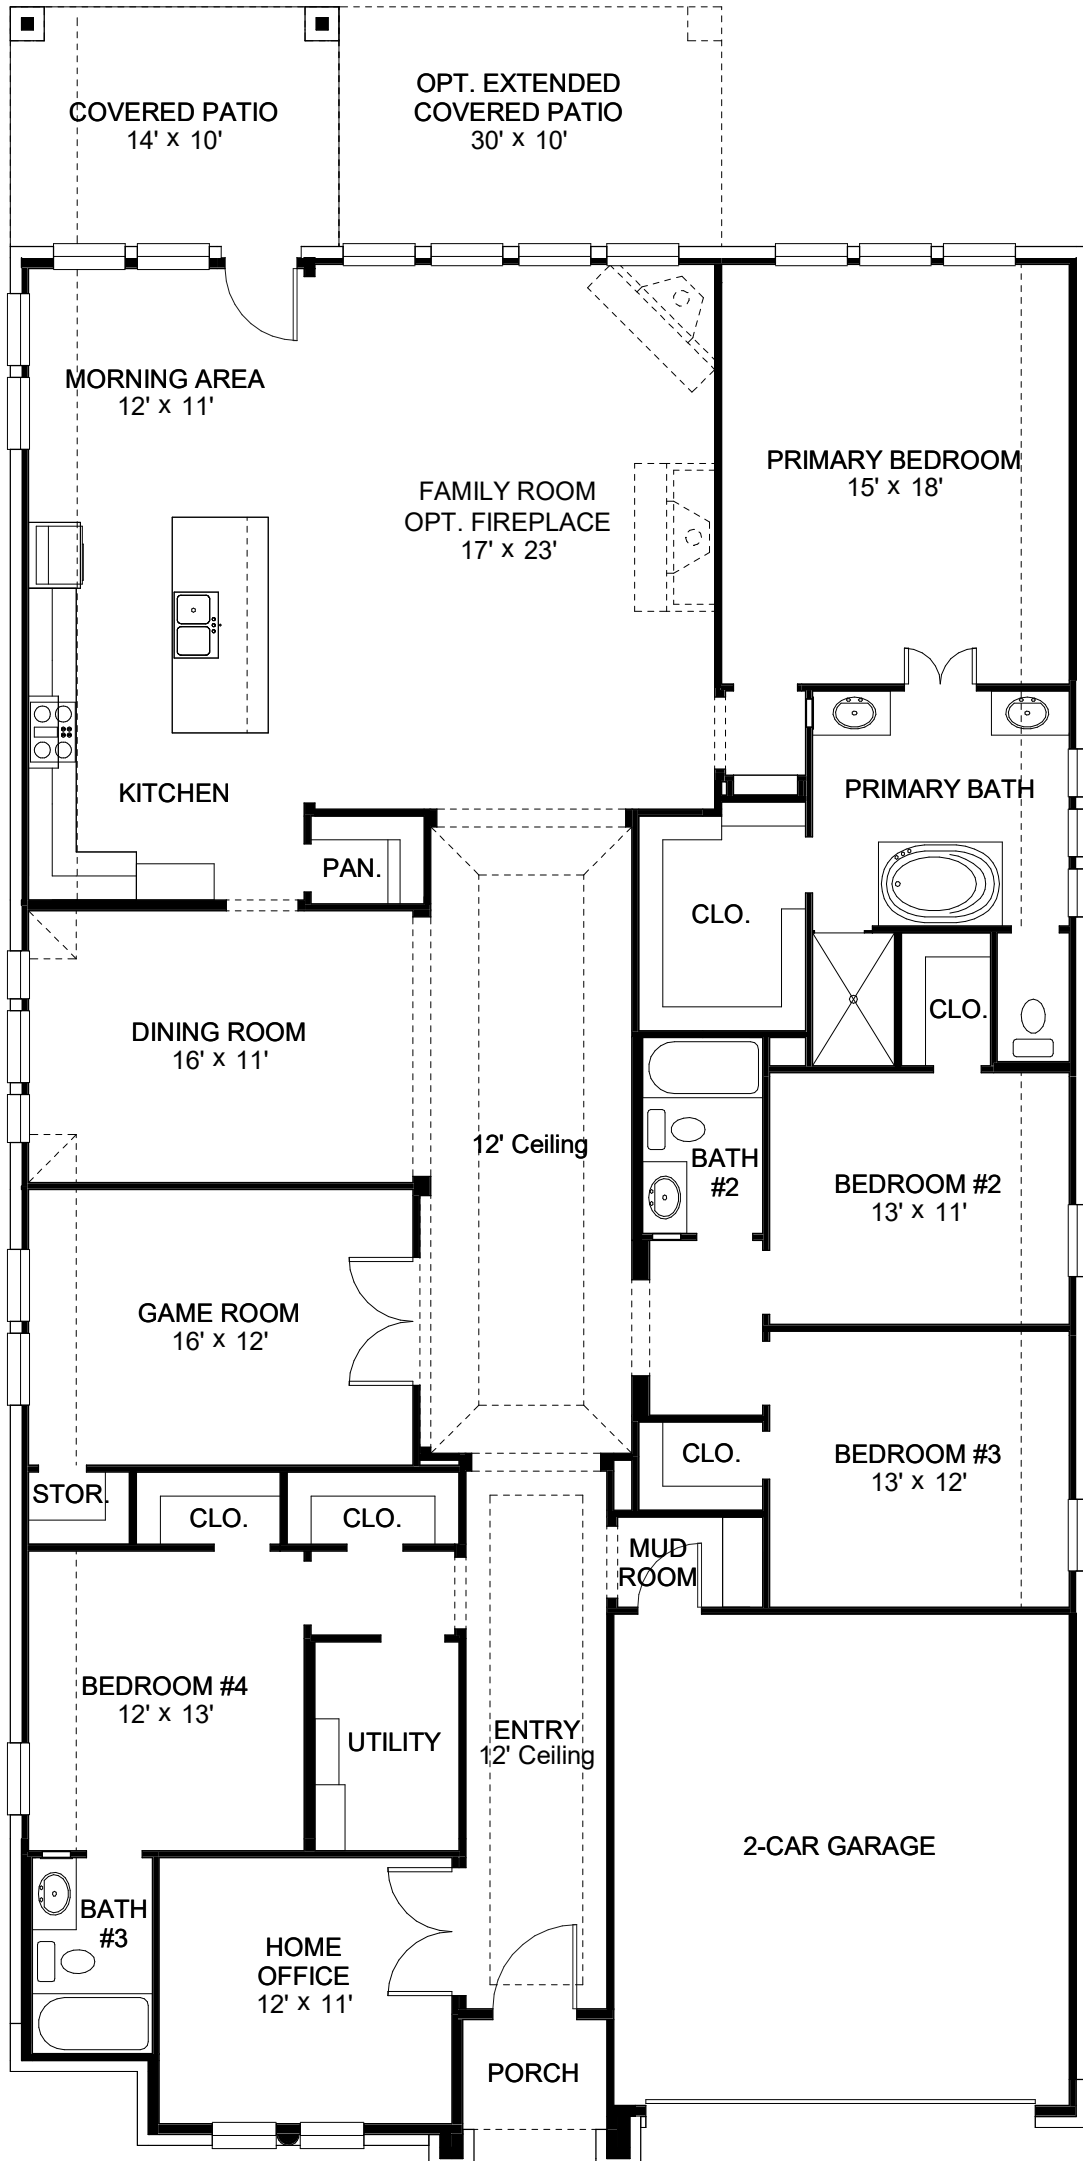 COVERED PATIO
14' x 10'
OPT. EXTENDED
COVERED PATIO
30' x 10'
MORNING AREA
12' x 11'
FAMILY ROOM
OPT. FIREPLACE
17' x 23'
PRIMARY BEDROOM
15' x 18'
KITCHEN
PAN.
PRIMARY BATH
CLO.
CLO.
DINING ROOM
16' x 11'
12' Ceiling
BATH
#2
BEDROOM #2
13' x 11'
GAME ROOM
16' x 12'
CLO.
BEDROOM #3
13' x 12'
STOR.
CLO.
CLO.
MUD
ROOM
BEDROOM #4
12' x 13'
UTILITY
ENTRY
12' Ceiling
2-CAR GARAGE
BATH
#3
HOME
OFFICE
12' x 11'
PORCH